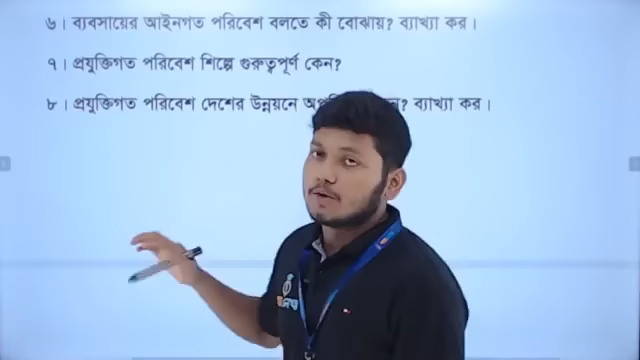 ৬। ব্যবসায়ের আইনগত পরিবেশ বলতে কী বোঝায়? ব্যাখ্যা কর।
৭। প্রযুক্তিগত পরিবেশ শিল্পে গুরুত্বপূর্ণ কেন?
৮। প্রযুক্তিগত পরিবেশ দেশের উন্নয়নে ? ব্যাখ্যা কর।